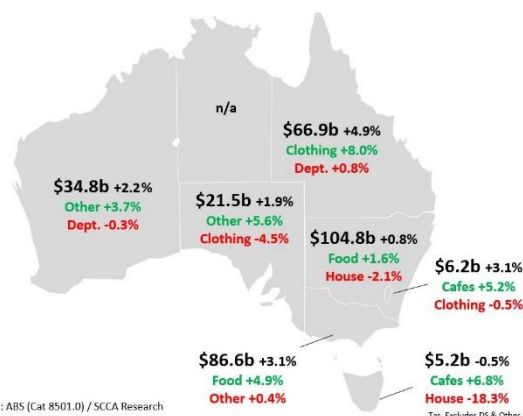 n/a
$66.9b +4.9%
Clothing +8.0%
Dept. +0.8%
$34.8b +2.2%
Other +3.7%
Dept. -0.3%
$21.5b +1.9%
Other +5.6%
Clothing -4.5%
$104.8b +0.8%
Food +1.6%
House -2.1%
$6.2b +3.1%
Cafes +5.2%
Clothing -0.5%
$86.6b +3.1%
Food +4.9%
Other +0.4%
$5.2b -0.5%
Cafes +6.8%
House -18.3%
: ABS (Cat 8501.0) / SCCA Research
Tas. Excludes DS & Other